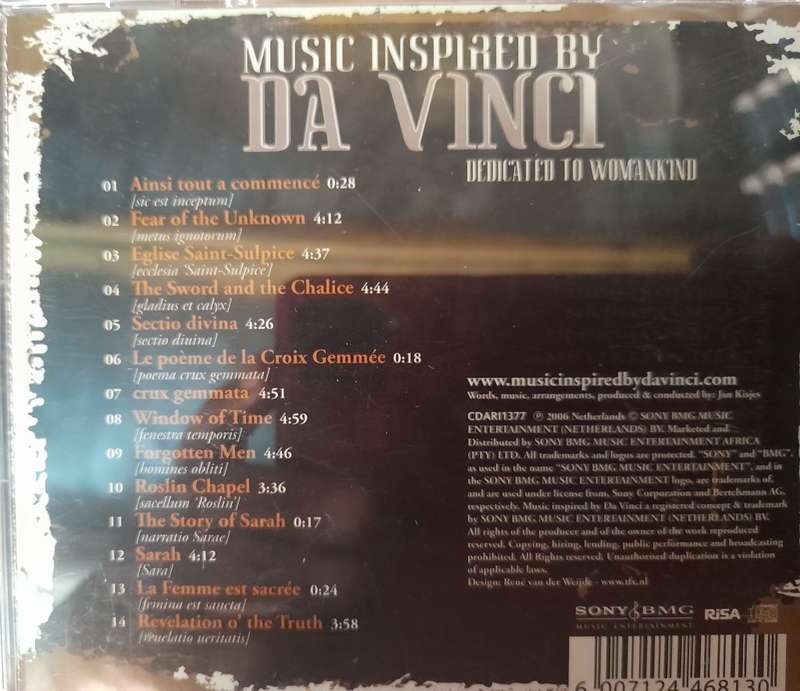 MUSIC INSPIRED BY
DA VINCI
DEDICATED TO WOMANKIND
01 Ainsi tout a commencé 0:28
[sic est inceptum]
02 Fear of the Unknown 4:12
[metus ignotorum]
03 Eglise Saint-Sulpice 4:37
[ecclesia 'Saint-Sulpice']
04 The Sword and the Chalice 4:44
[gladius et calyx]
05 Sectio divina 4:26
[sectio diuina]
06 Le poème de la Croix Gemmée 0:18
[poema crux gemmata]
07 crux gemmata 4:51
08 Window of Time 4:59
[fenestra temporis]
09 Forgotten Men 4:46
[homines obliti]
10 Roslin Chapel 3:36
[sacellum 'Roslin']
11 The Story of Sarah 0:17
[narratio Sarae]
12 Sarah 4:12
[Sara]
13 La Femme est sacrée 0:24
[femina est sancta]
14 Revelation o' the Truth 3:58
[reuelatio ueritatis]
www.musicinspiredbydavinci.com
Words, music, arrangements, produced & conducted by: Jan Kisjes
CDARI1377 ℗ 2006 Netherlands © SONY BMG MUSIC
ENTERTAINMENT (NETHERLANDS) BV. Marketed and
Distributed by SONY BMG MUSIC ENTERTAINMENT AFRICA
(PTY) LTD. All trademarks and logos are protected. "SONY" and "BMG",
as used in the name "SONY BMG MUSIC ENTERTAINMENT", and in
the SONY BMG MUSIC ENTERTAINMENT logo, are trademarks of,
and are used under license from, Sony Corporation and Bertelsmann AG,
respectively. Music inspired by Da Vinci a registered concept & trademark
by SONY BMG MUSIC ENTERTAINMENT (NETHERLANDS) BV.
All rights of the producer and of the owner of the work reproduced
reserved. Copying, hiring, lending, public performance and broadcasting
prohibited. All Rights reserved. Unauthorised duplication is a violation
of applicable laws.
Design: René van der Weijde - www.tfx.nl
SONY BMG
MUSIC ENTERTAINMENT
RiSA
6 007124 468130